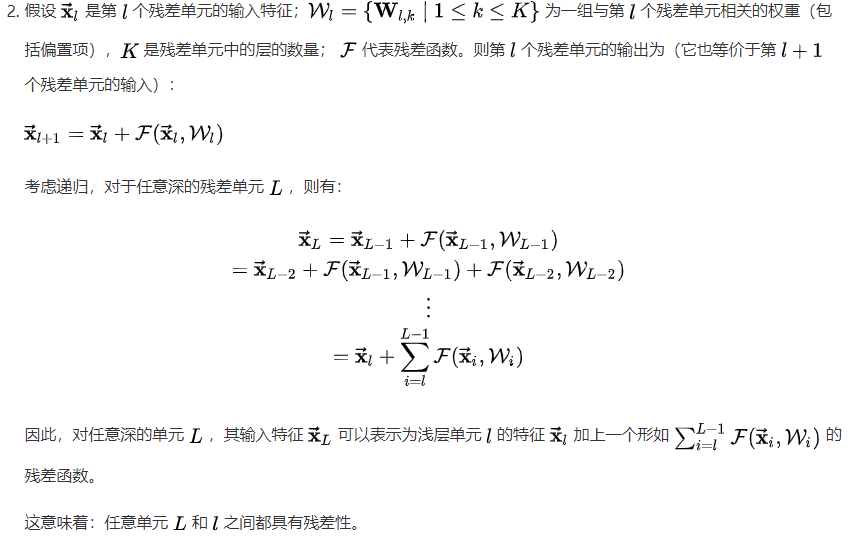 2. 假设 $\vec{\mathbf{x}}_l$ 是第 $l$ 个残差单元的输入特征；$\mathcal{W}_l = \{\mathbf{W}_{l,k} \mid 1 \le k \le K\}$ 为一组与第 $l$ 个残差单元相关的权重（包
括偏置项），$K$ 是残差单元中的层的数量； $\mathcal{F}$ 代表残差函数。则第 $l$ 个残差单元的输出为（它也等价于第 $l+1$
个残差单元的输入）：
$\vec{\mathbf{x}}_{l+1} = \vec{\mathbf{x}}_l + \mathcal{F}(\vec{\mathbf{x}}_l, \mathcal{W}_l)$
考虑递归，对于任意深的残差单元 $L$ ，则有：
$\vec{\mathbf{x}}_L = \vec{\mathbf{x}}_{L-1} + \mathcal{F}(\vec{\mathbf{x}}_{L-1}, \mathcal{W}_{L-1})$
$= \vec{\mathbf{x}}_{L-2} + \mathcal{F}(\vec{\mathbf{x}}_{L-1}, \mathcal{W}_{L-1}) + \mathcal{F}(\vec{\mathbf{x}}_{L-2}, \mathcal{W}_{L-2})$
$\vdots$
$= \vec{\mathbf{x}}_l + \sum_{i=l}^{L-1} \mathcal{F}(\vec{\mathbf{x}}_i, \mathcal{W}_i)$
因此，对任意深的单元 $L$ ，其输入特征 $\vec{\mathbf{x}}_L$ 可以表示为浅层单元 $l$ 的特征 $\vec{\mathbf{x}}_l$ 加上一个形如 $\sum_{i=l}^{L-1} \mathcal{F}(\vec{\mathbf{x}}_i, \mathcal{W}_i)$ 的
残差函数。
这意味着：任意单元 $L$ 和 $l$ 之间都具有残差性。